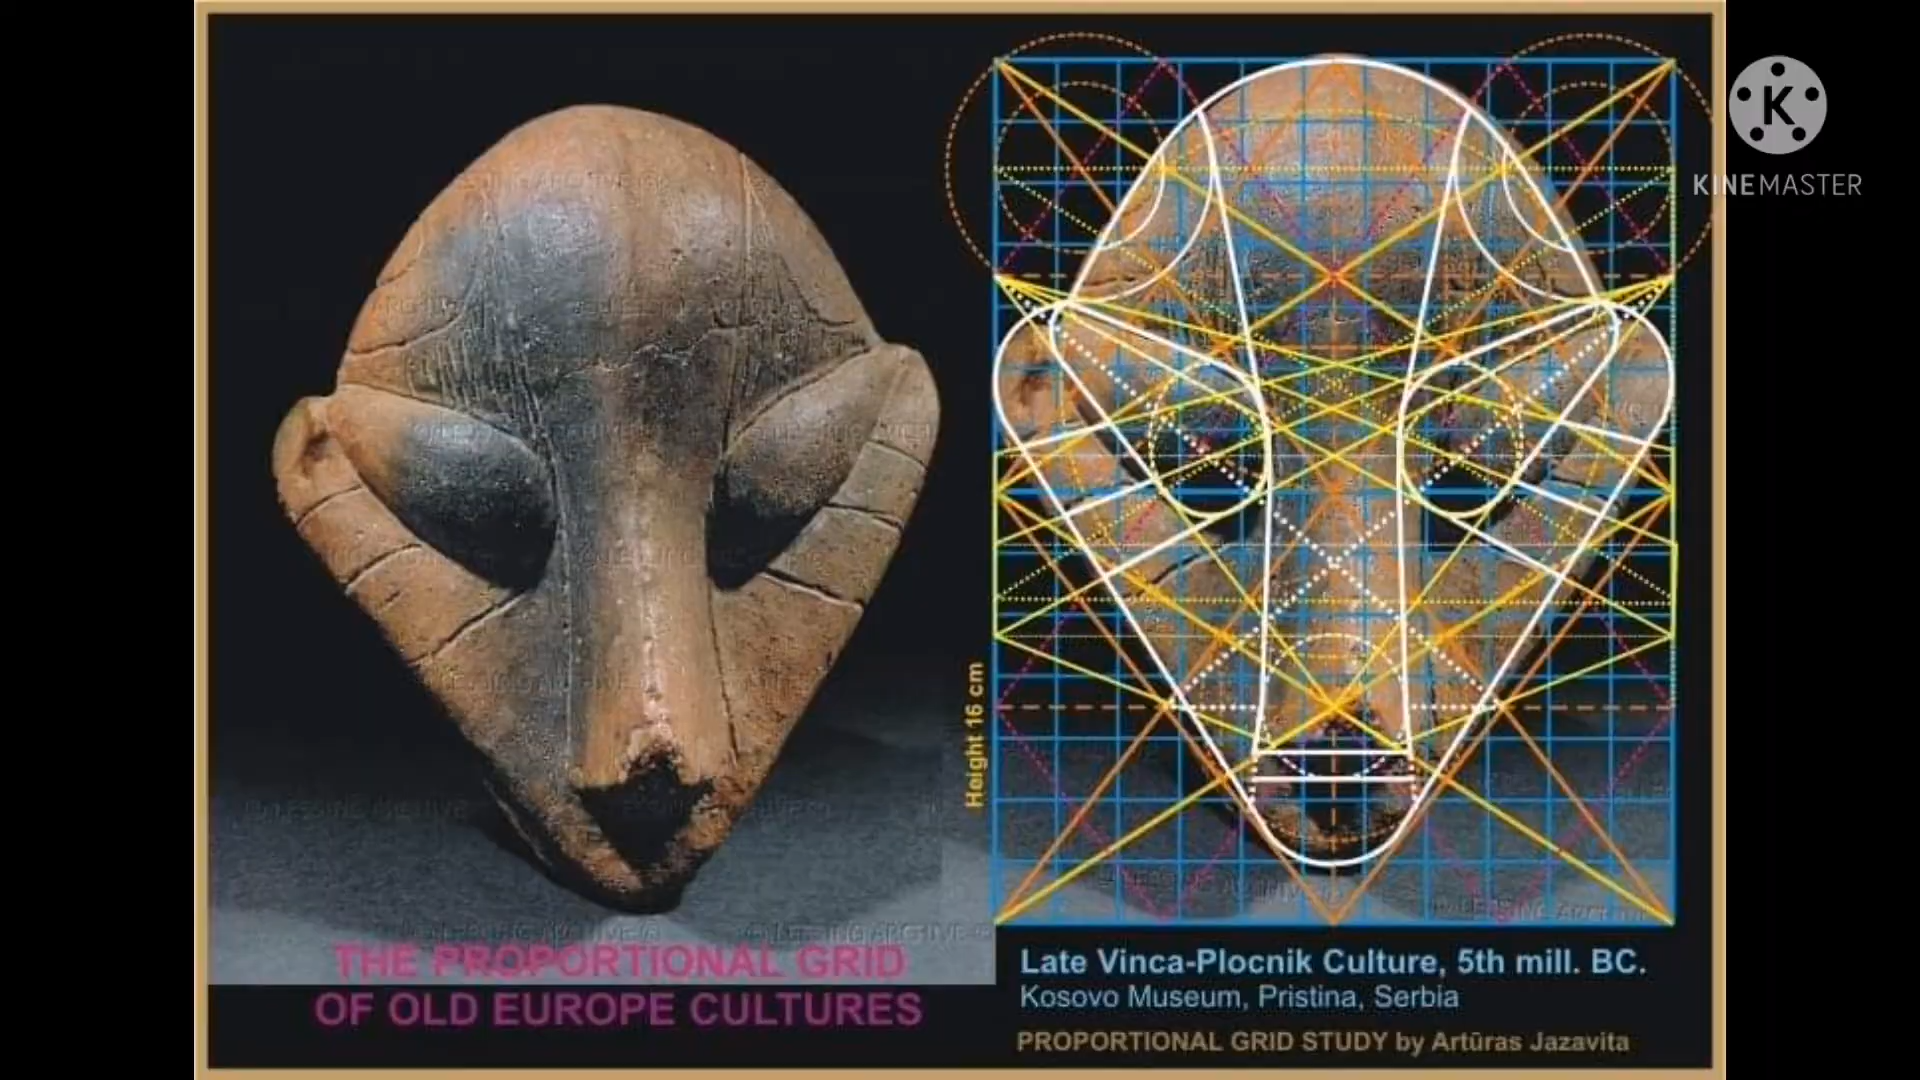 K
KINEMASTER
Height 16 cm
THE PROPORTIONAL GRID
OF OLD EUROPE CULTURES
Late Vinca-Plocnik Culture, 5th mill. BC.
Kosovo Museum, Pristina, Serbia
PROPORTIONAL GRID STUDY by Artūras Jazavita